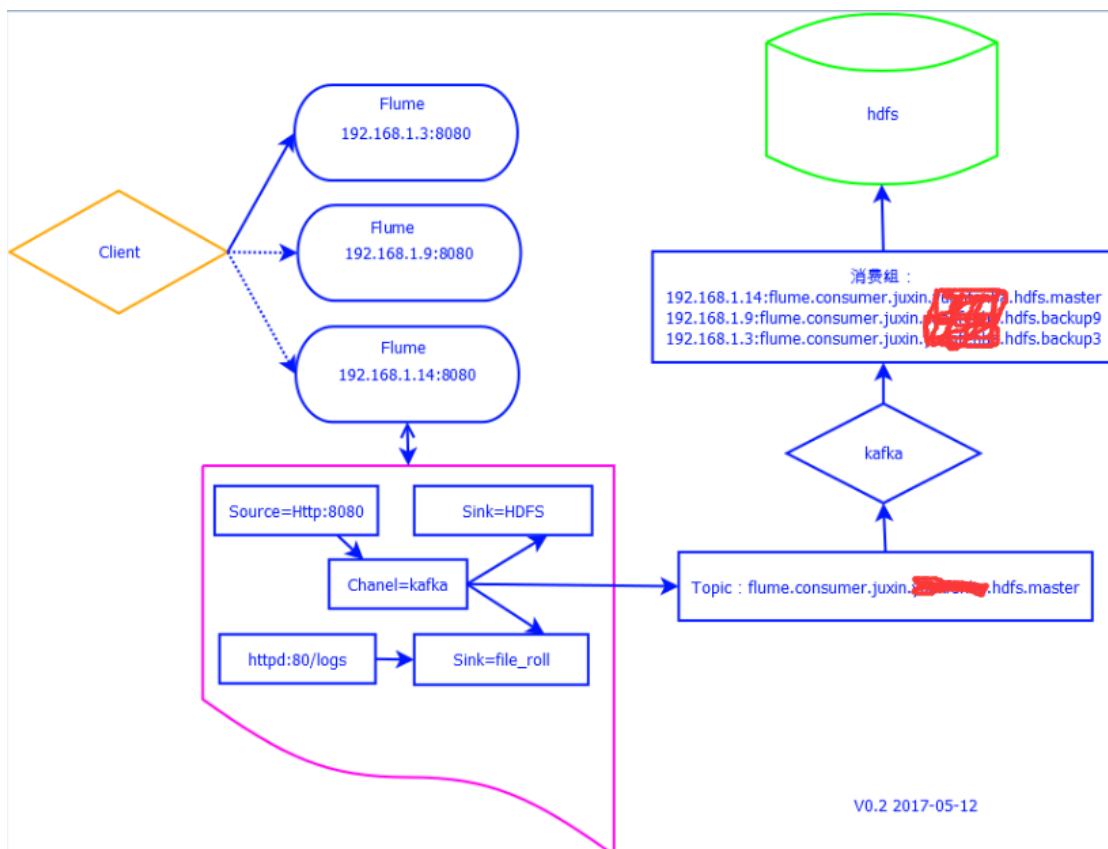 Flume
192.168.1.3:8080
Client
Flume
192.168.1.9:8080
Flume
192.168.1.14:8080
Source=Http:8080
Sink=HDFS
Chanel=kafka
httpd:80/logs
Sink=file_roll
hdfs
消费組：
192.168.1.14:flume.consumer.juxin. .hdfs.master
192.168.1.9:flume.consumer.juxin. .hdfs.backup9
192.168.1.3:flume.consumer.juxin. .hdfs.backup3
kafka
Topic：flume.consumer.juxin. .hdfs.master
V0.2 2017-05-12